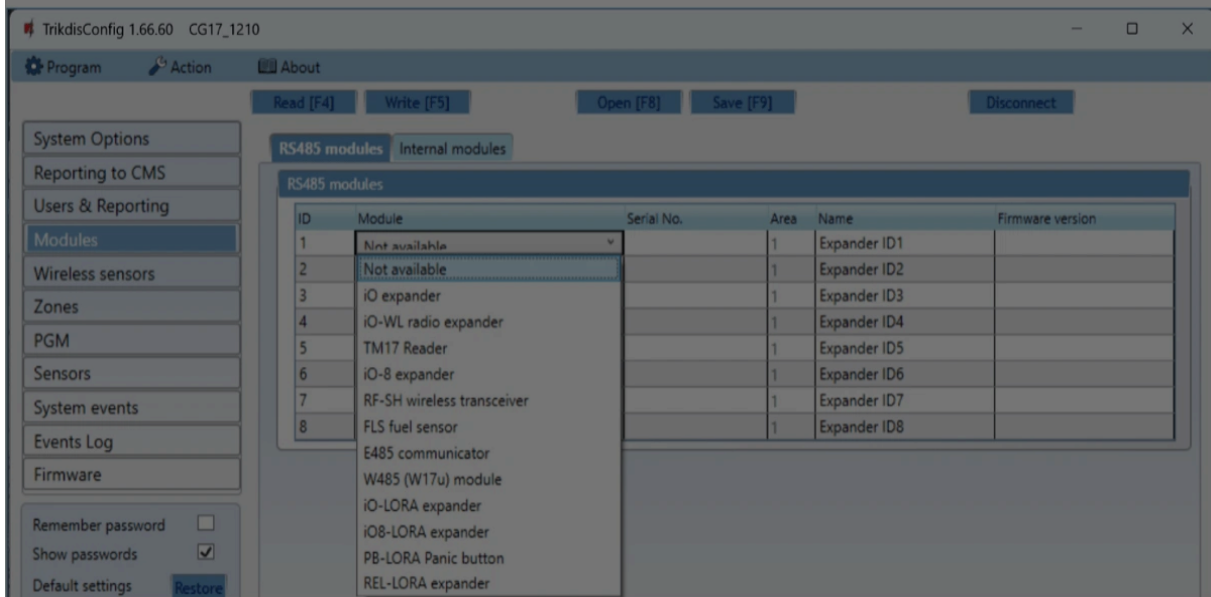 TrikdisConfig 1.66.60 CG17_1210
Program Action About
Read [F4] Write [F5] Open [F8] Save [F9] Disconnect
System Options
Reporting to CMS
Users & Reporting
Modules
Wireless sensors
Zones
PGM
Sensors
System events
Events Log
Firmware
Remember password
Show passwords
Default settings Restore
RS485 modules Internal modules
RS485 modules
ID Module Serial No. Area Name Firmware version
1 Not available 1 Expander ID1
2 1 Expander ID2
3 1 Expander ID3
4 1 Expander ID4
5 1 Expander ID5
6 1 Expander ID6
7 1 Expander ID7
8 1 Expander ID8
Not available
iO expander
iO-WL radio expander
TM17 Reader
iO-8 expander
RF-SH wireless transceiver
FLS fuel sensor
E485 communicator
W485 (W17u) module
iO-LORA expander
iO8-LORA expander
PB-LORA Panic button
REL-LORA expander